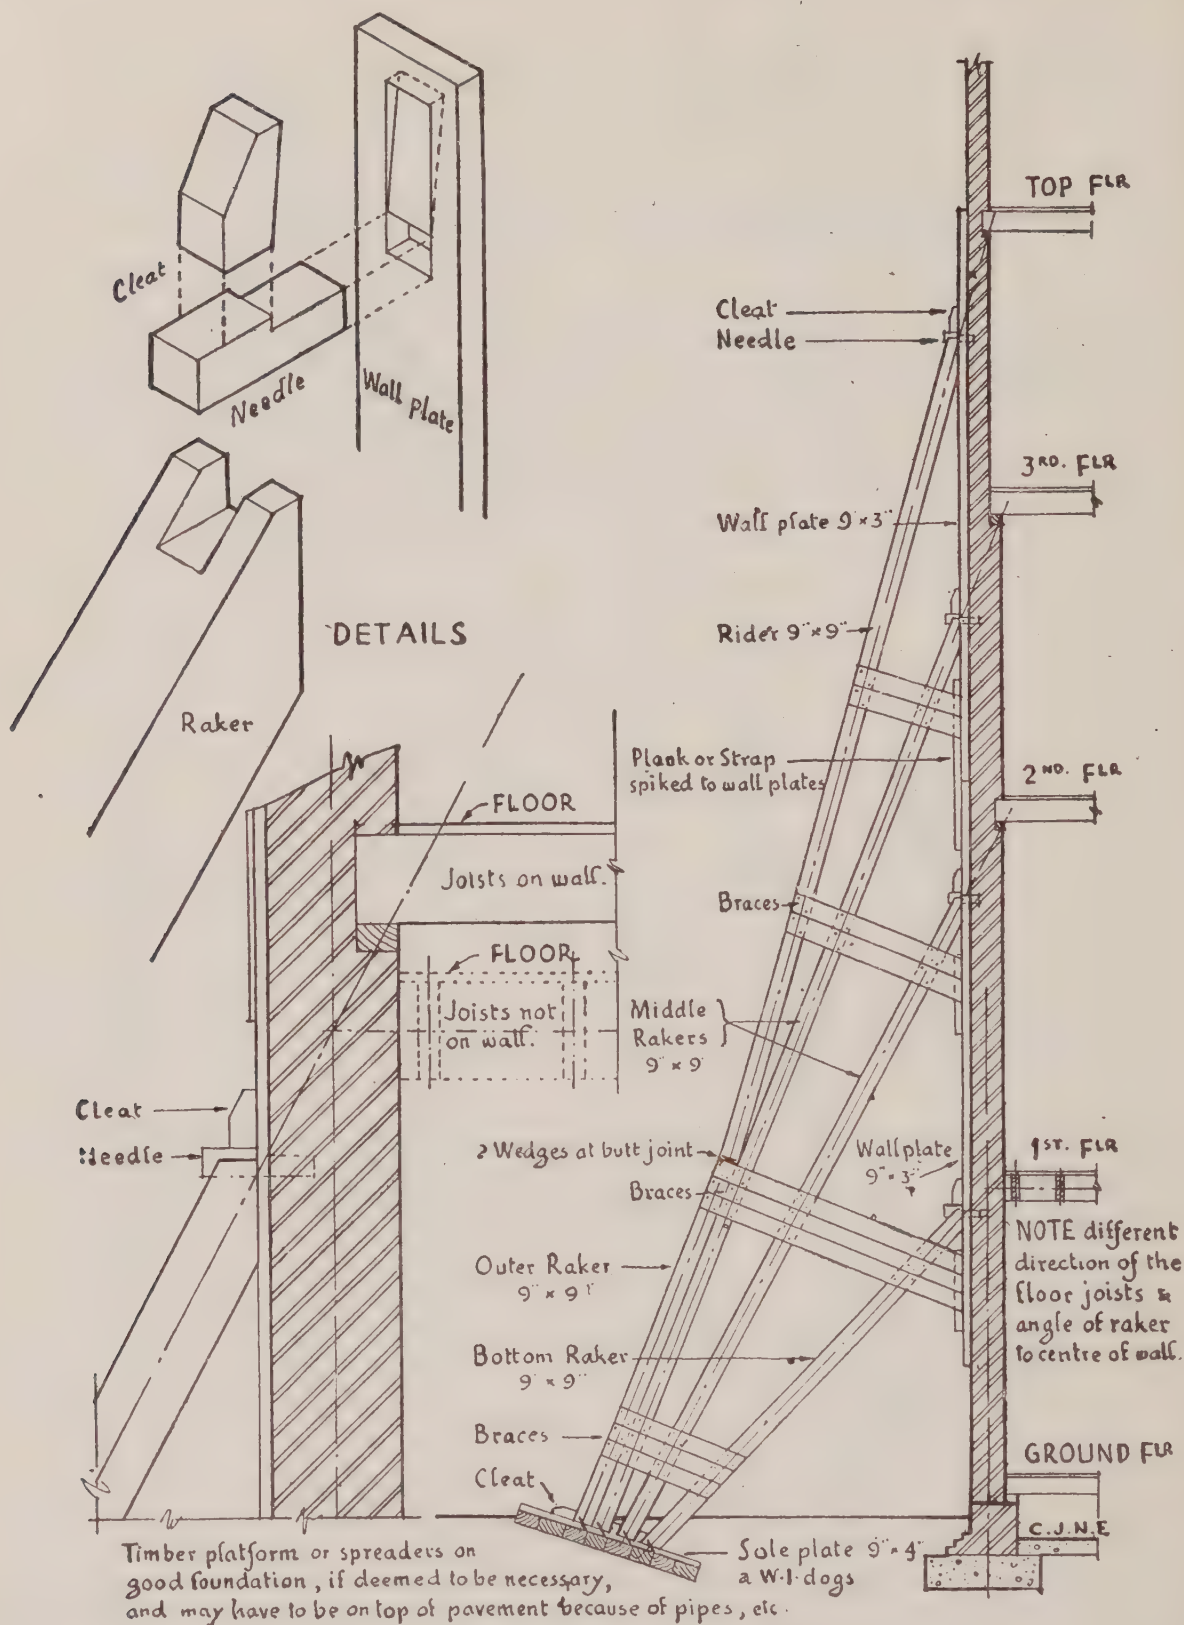 Cleat
Needle
Wall plate
Raker
DETAILS
FLOOR
Joists on wall.
FLOOR
Joists not
on wall.
Cleat
Needle
TOP FLR
Cleat
Needle
3RD. FLR
Wall plate 9" × 3"
Rider 9" × 9"
Plank or Strap
spiked to wall plates
2ND. FLR
Braces
Middle
Rakers
9" × 9"
2 Wedges at butt joint
Wall plate
9" × 3"
1ST. FLR
Braces
NOTE different
direction of the
floor joists &
angle of raker
to centre of wall.
Outer Raker
9" × 9"
Bottom Raker
9" × 9"
Braces
GROUND FLR
Cleat
C.J.N.E
Sole plate 9" × 4"
a W.I. dogs
Timber platform or spreaders on
good foundation, if deemed to be necessary,
and may have to be on top of pavement because of pipes, etc.